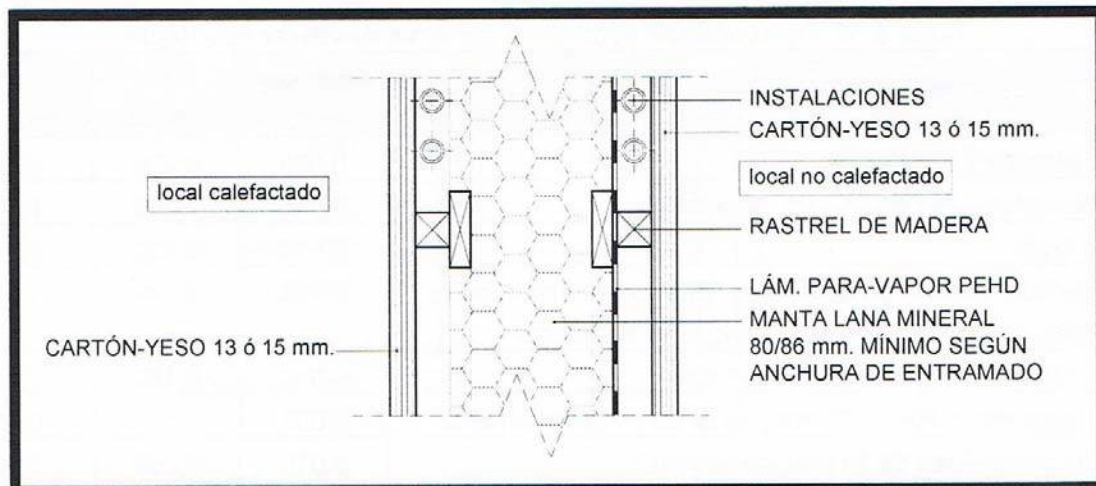 INSTALACIONES
CARTÓN-YESO 13 ó 15 mm.
local calefactado
local no calefactado
RASTREL DE MADERA
LÁM. PARA-VAPOR PEHD
MANTA LANA MINERAL
80/86 mm. MÍNIMO SEGÚN
ANCHURA DE ENTRAMADO
CARTÓN-YESO 13 ó 15 mm.